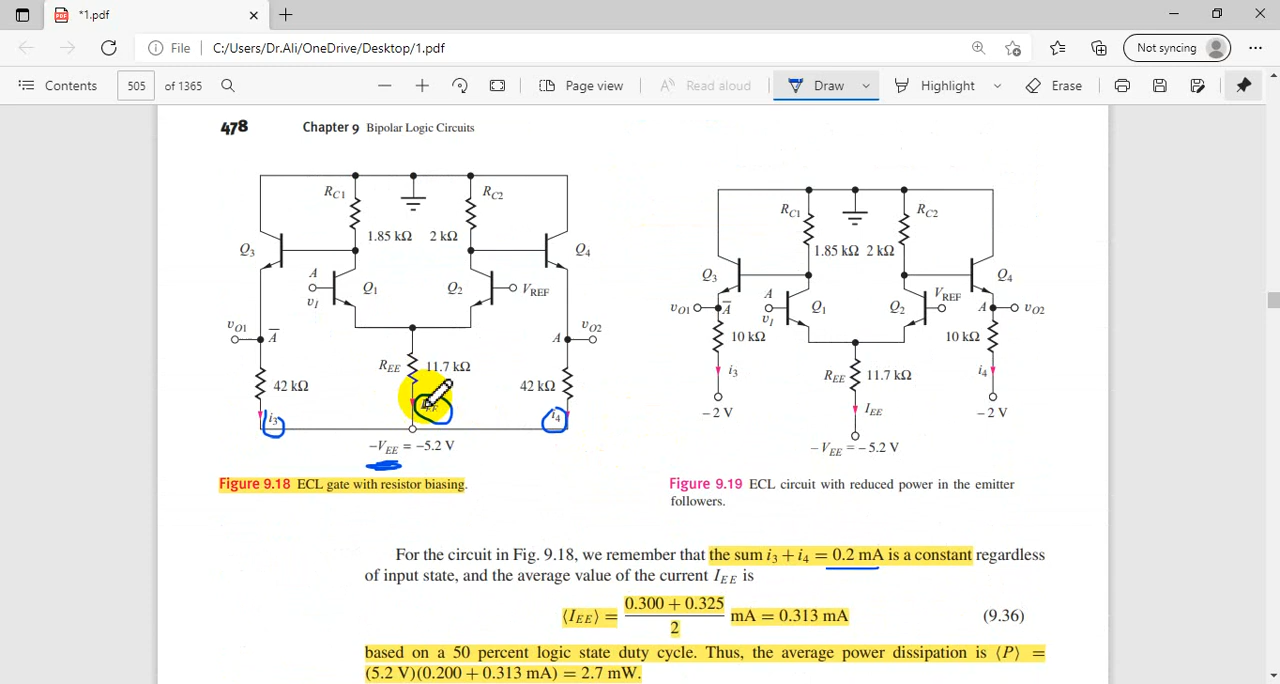 *1.pdf
File C:/Users/Dr.Ali/OneDrive/Desktop/1.pdf Not syncing
Contents 505 of 1365 Page view Read aloud Draw Highlight Erase
478 Chapter 9 Bipolar Logic Circuits
RC1 RC2
1.85 kΩ 2 kΩ
Q3 Q4
A
Q1 Q2 VREF
vI
vO1 A̅ A vO2
REE 11.7 kΩ
42 kΩ 42 kΩ
i3 i4
−VEE = −5.2 V
Figure 9.18 ECL gate with resistor biasing.
RC1 RC2
1.85 kΩ 2 kΩ
Q3 Q4
A VREF
vO1 A̅ Q1 Q2 A vO2
vI
10 kΩ 10 kΩ
i3 REE 11.7 kΩ i4
−2 V IEE −2 V
−VEE = −5.2 V
Figure 9.19 ECL circuit with reduced power in the emitter
followers.
For the circuit in Fig. 9.18, we remember that the sum i3 + i4 = 0.2 mA is a constant regardless
of input state, and the average value of the current IEE is
⟨IEE⟩ = (0.300 + 0.325)/2 mA = 0.313 mA (9.36)
based on a 50 percent logic state duty cycle. Thus, the average power dissipation is ⟨P⟩ =
(5.2 V)(0.200 + 0.313 mA) = 2.7 mW.